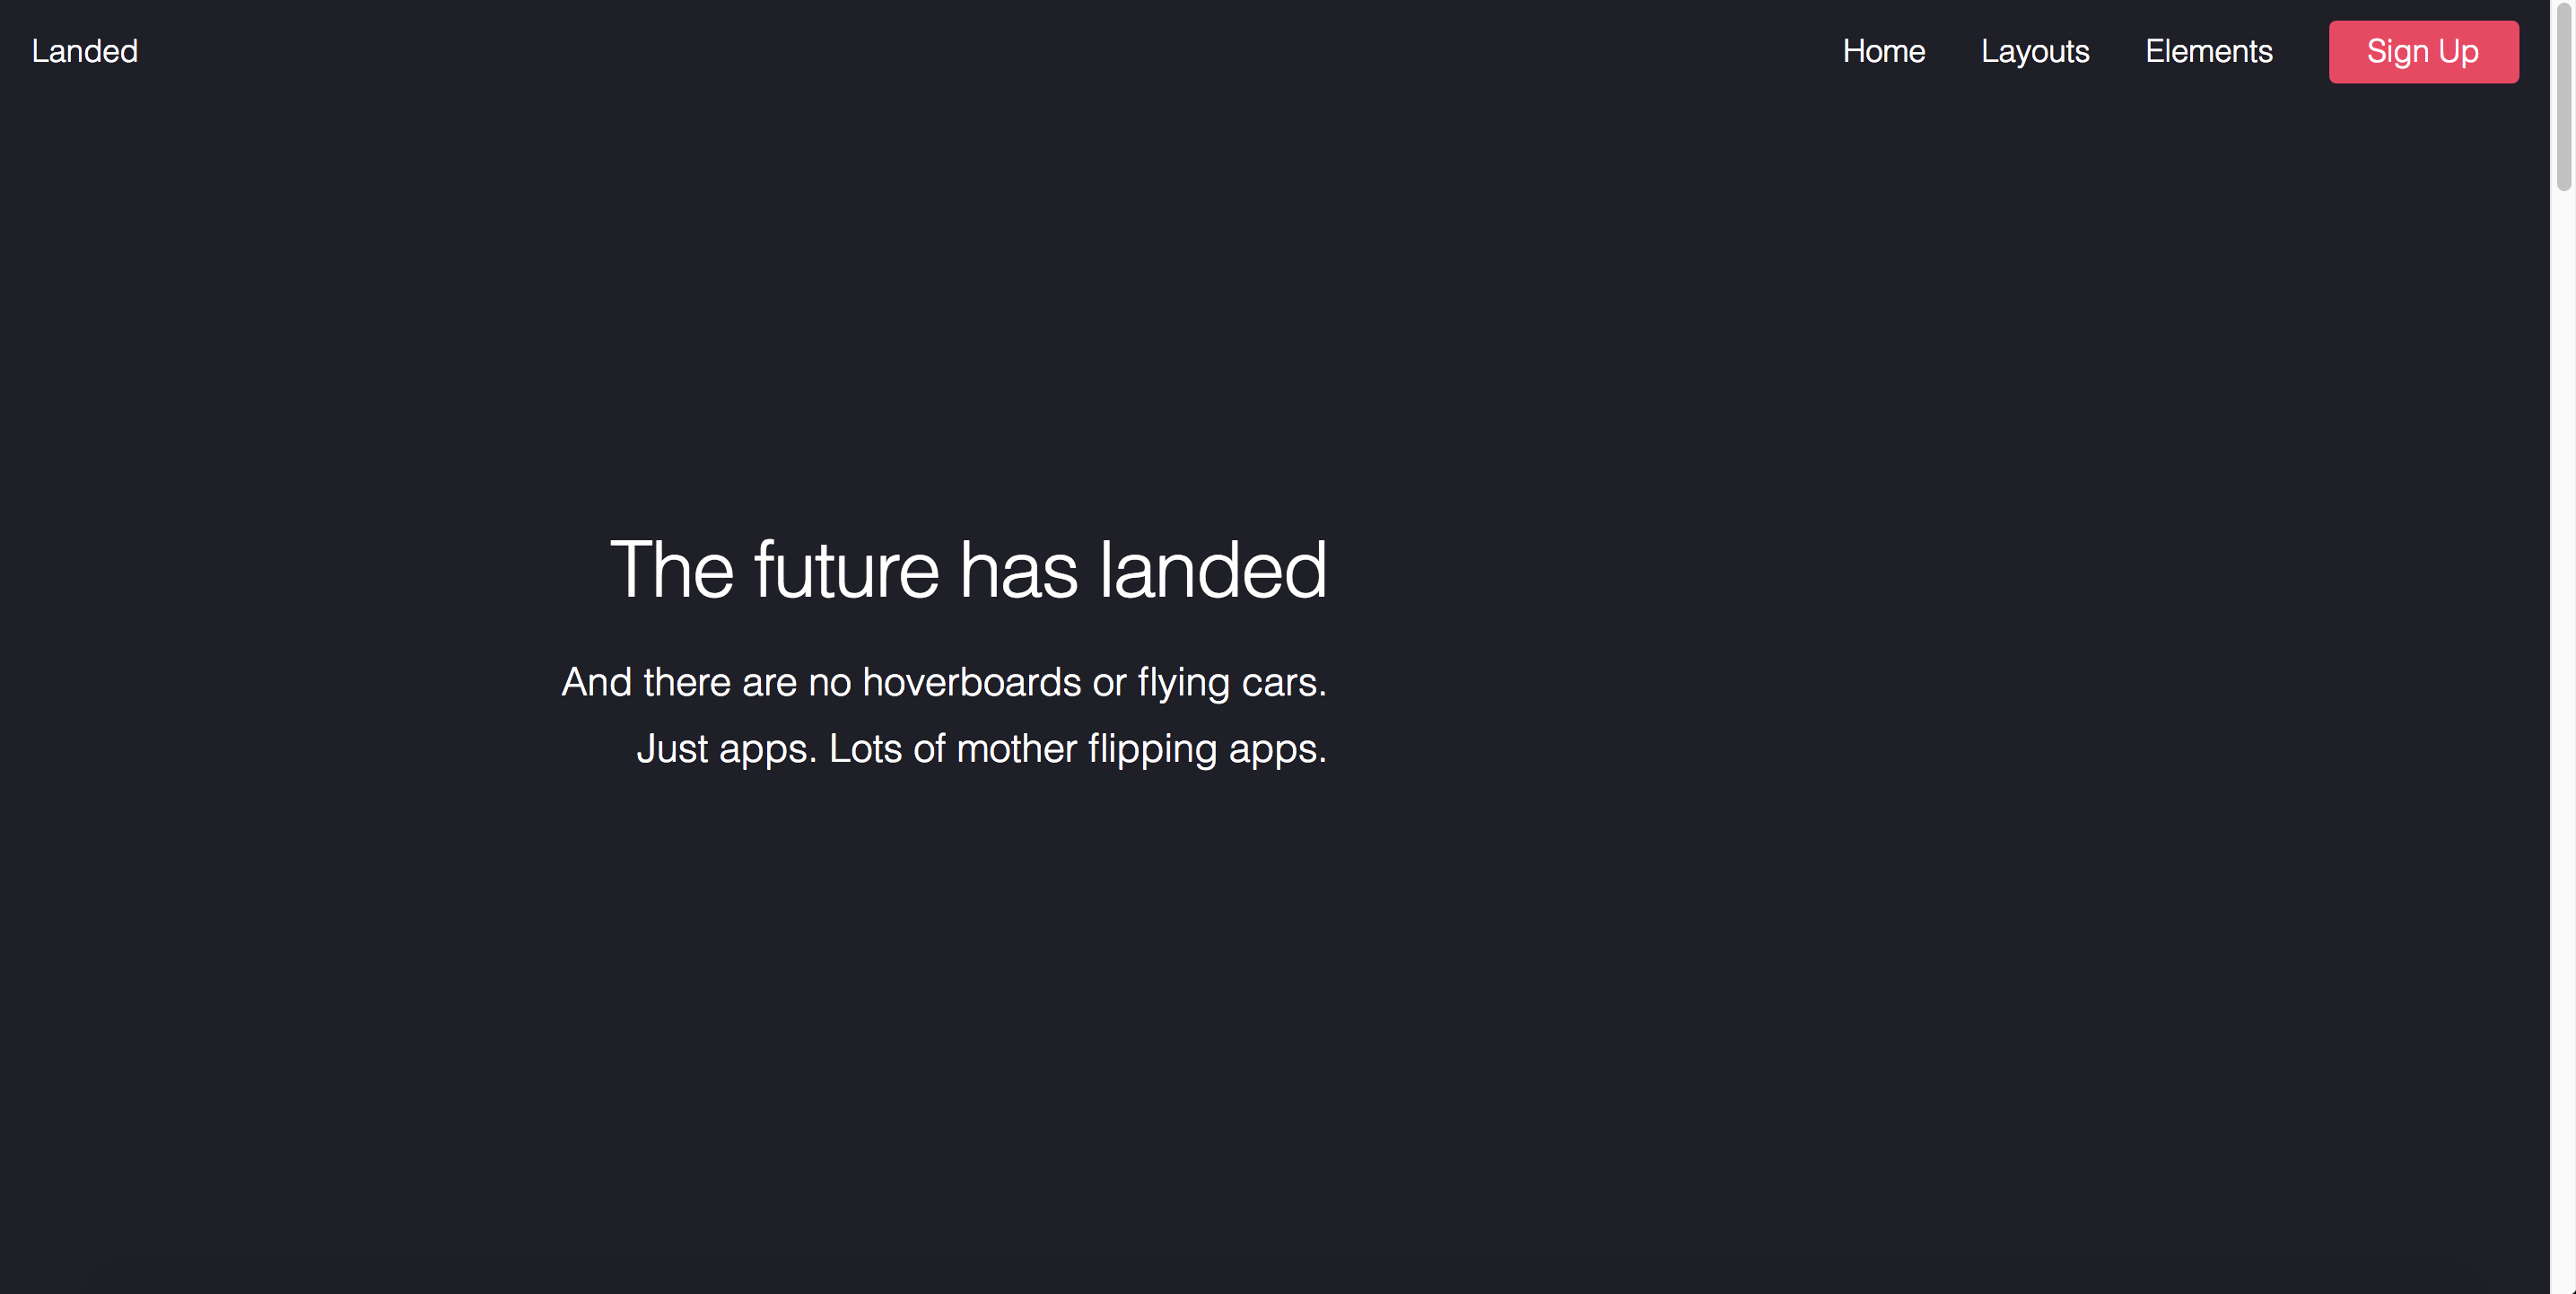 Landed
Home Layouts Elements Sign Up
The future has landed
And there are no hoverboards or flying cars.
Just apps. Lots of mother flipping apps.